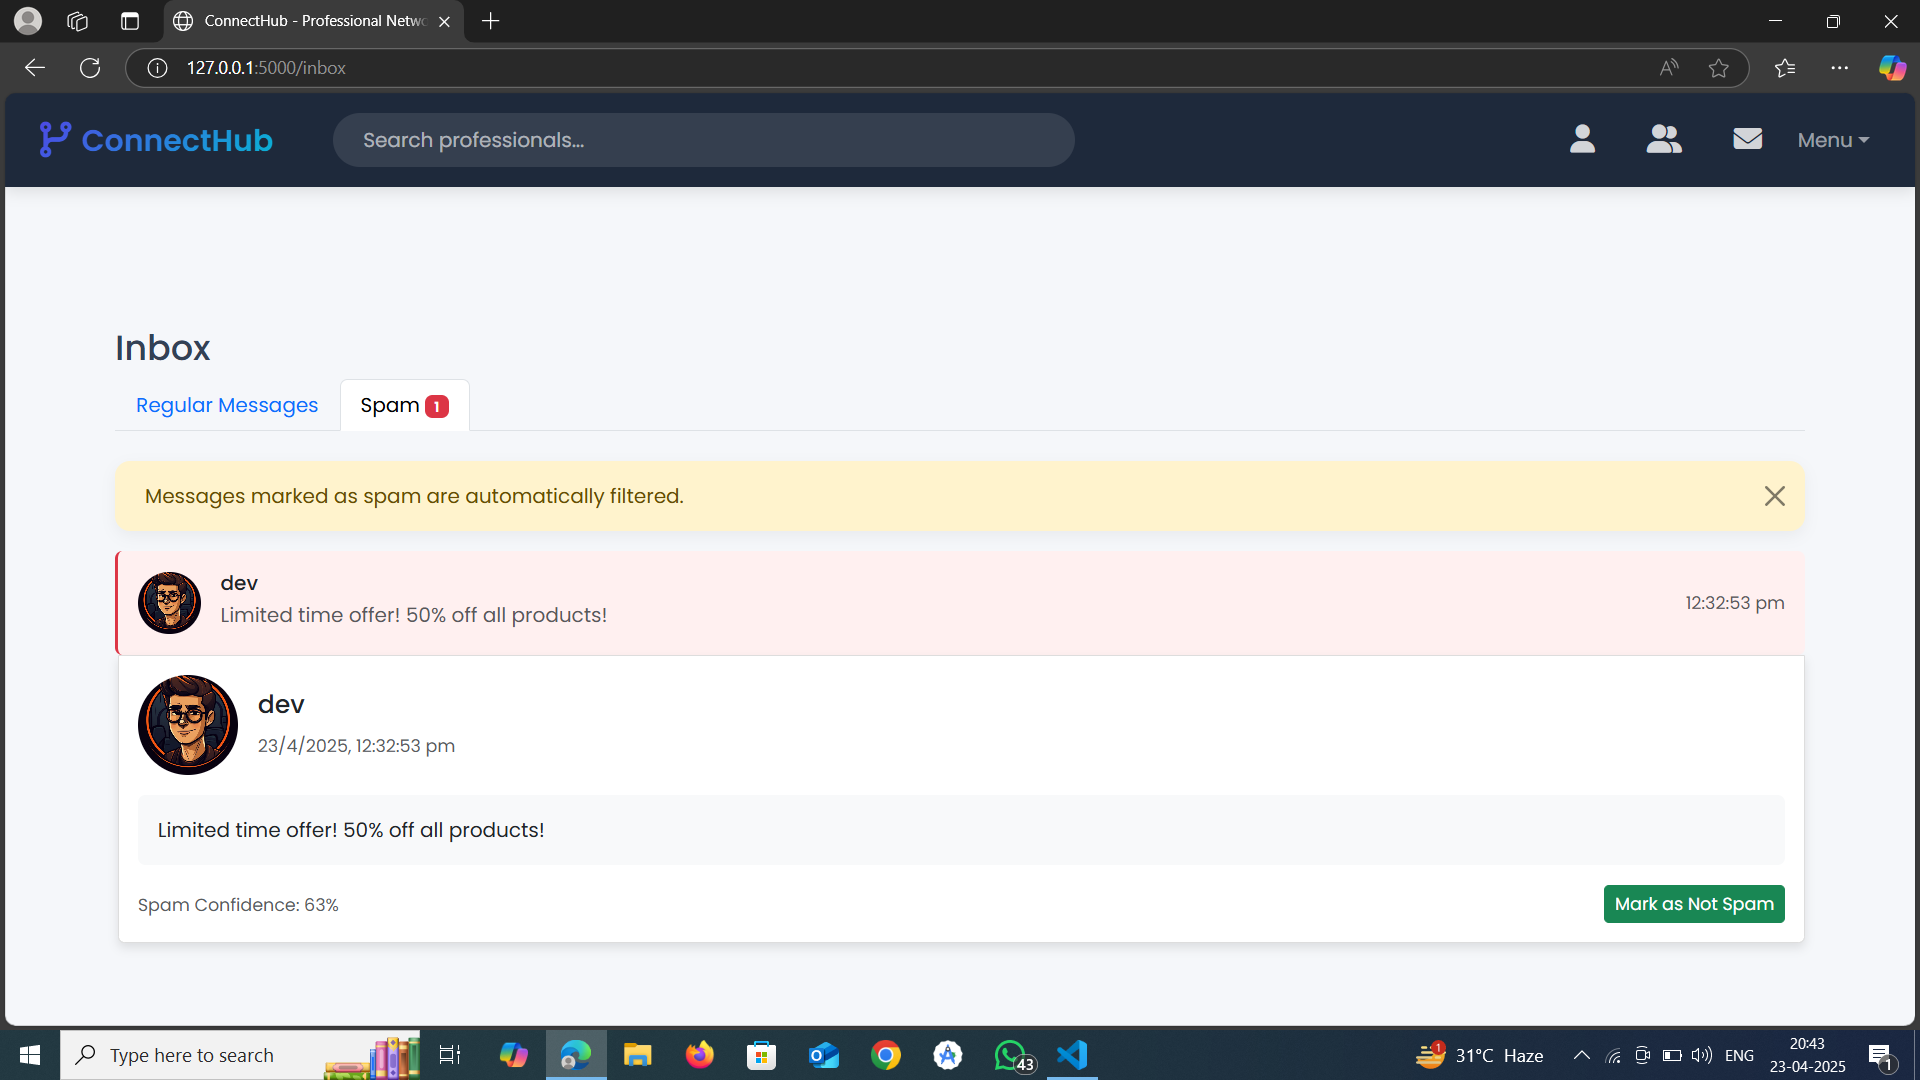 ConnectHub - Professional Netwo
127.0.0.1:5000/inbox
ConnectHub
Search professionals...
Menu
Inbox
Regular Messages
Spam 1
Messages marked as spam are automatically filtered.
dev
Limited time offer! 50% off all products!
12:32:53 pm
dev
23/4/2025, 12:32:53 pm
Limited time offer! 50% off all products!
Spam Confidence: 63%
Mark as Not Spam
Type here to search
43
1
31°C Haze
ENG
20:43
23-04-2025
1